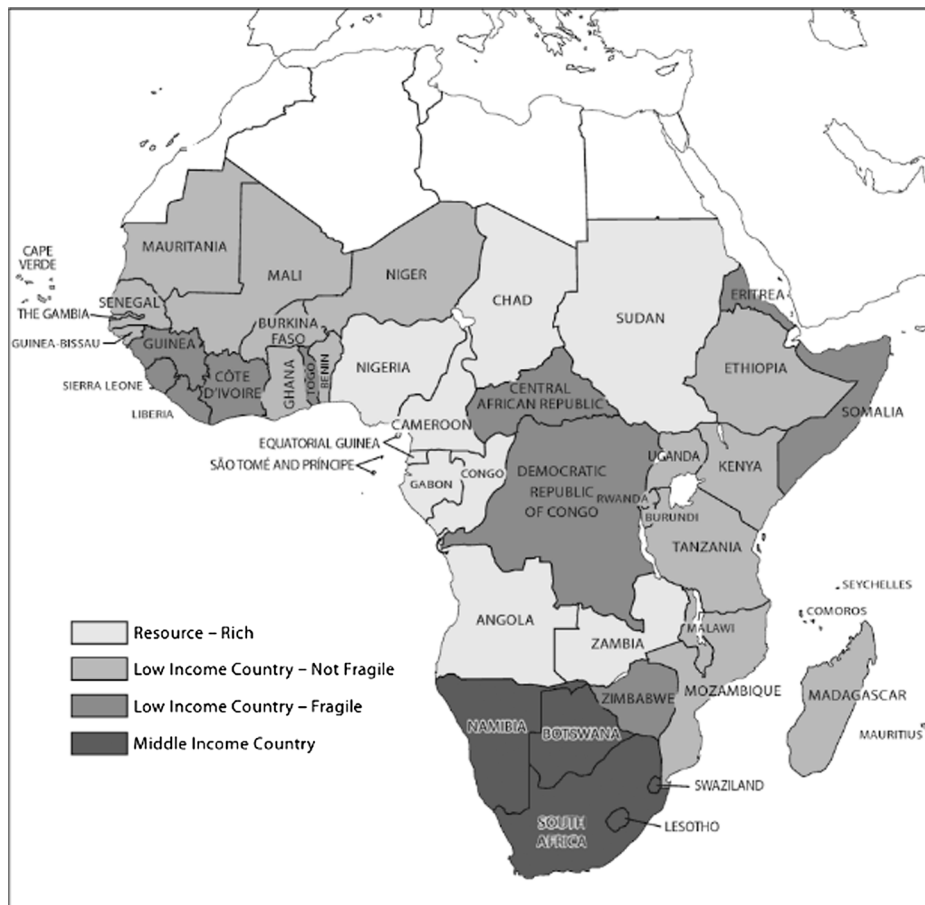 MAURITANIA
CAPE
VERDE
MALI
NIGER
CHAD
ERITREA
SENEGAL
THE GAMBIA
SUDAN
BURKINA
FASO
GUINEA-BISSAU
GUINEA
NIGERIA
ETHIOPIA
CÔTE
D'IVOIRE
GHANA
TOGO
BENIN
SIERRA LEONE
CENTRAL
AFRICAN REPUBLIC
SOMALIA
LIBERIA
CAMEROON
EQUATORIAL GUINEA
UGANDA
SÃO TOMÉ AND PRÍNCIPE
CONGO
DEMOCRATIC
REPUBLIC
OF CONGO
KENYA
GABON
RWANDA
BURUNDI
TANZANIA
SEYCHELLES
COMOROS
ANGOLA
MALAWI
Resource – Rich
ZAMBIA
Low Income Country – Not Fragile
MOZAMBIQUE
MADAGASCAR
ZIMBABWE
Low Income Country – Fragile
NAMIBIA
BOTSWANA
MAURITIUS
Middle Income Country
SWAZILAND
SOUTH
AFRICA
LESOTHO